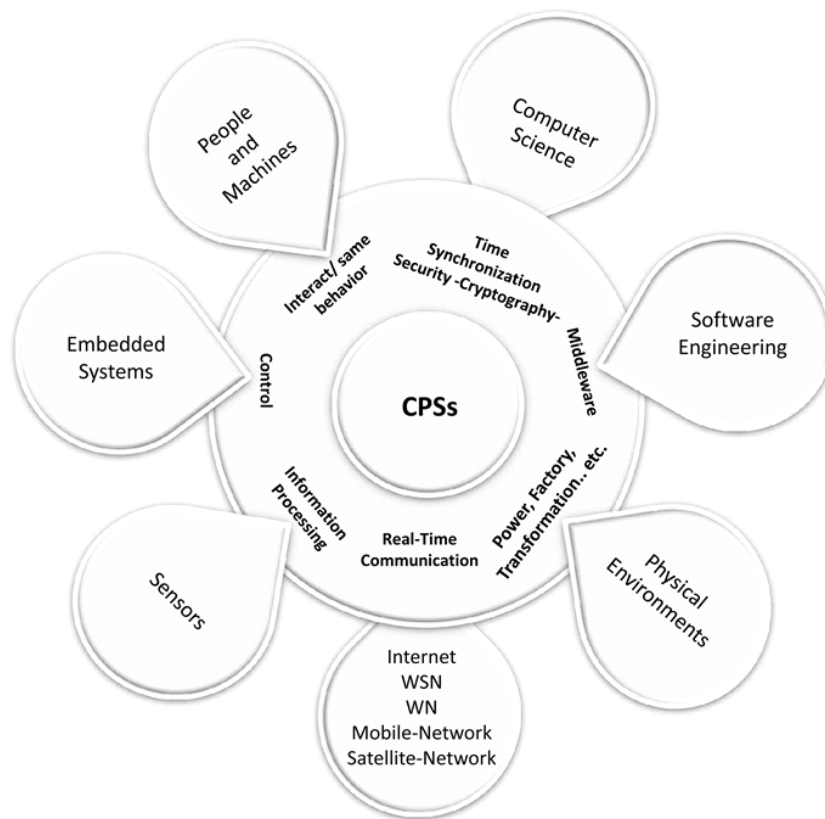 People
and
Machines
Computer
Science
Interact/ same
behavior
Time
Synchronization
Security -Cryptography-
Embedded
Systems
Control
CPSs
Middleware
Software
Engineering
Information
Processing
Real-Time
Communication
Power, Factory,
Transformation.. etc.
Sensors
Physical
Environments
Internet
WSN
WN
Mobile-Network
Satellite-Network